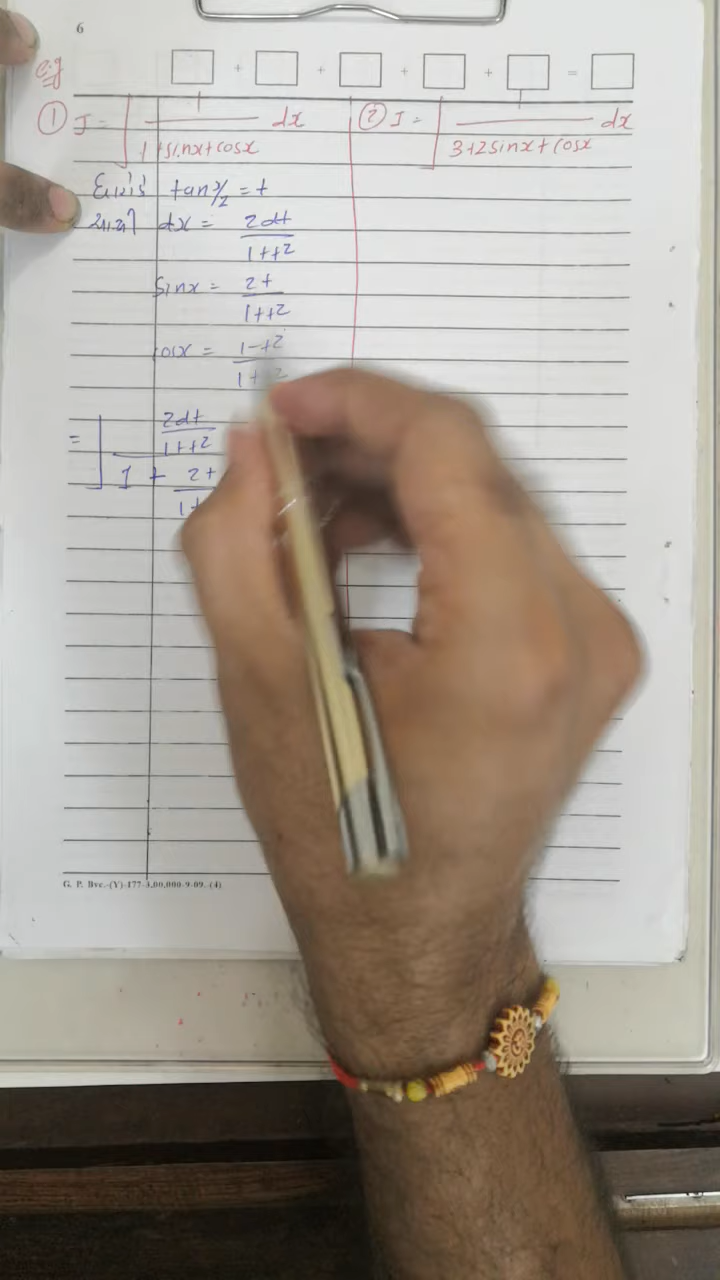 6
e.g
+ + + + =
① I = ∫ 1/(1+sinx+cosx) dx
② I = ∫ 1/(3+2sinx+cosx) dx
ધારો tan x/2 = t
dx = 2dt/(1+t2)
sinx = 2t/(1+t2)
cosx = 1-t2/(1+t2)
= ∫ 2dt/(1+t2)
1 + 2t
G. P. Bvc.-(Y)-177-3,00,000-9-09.-(4)